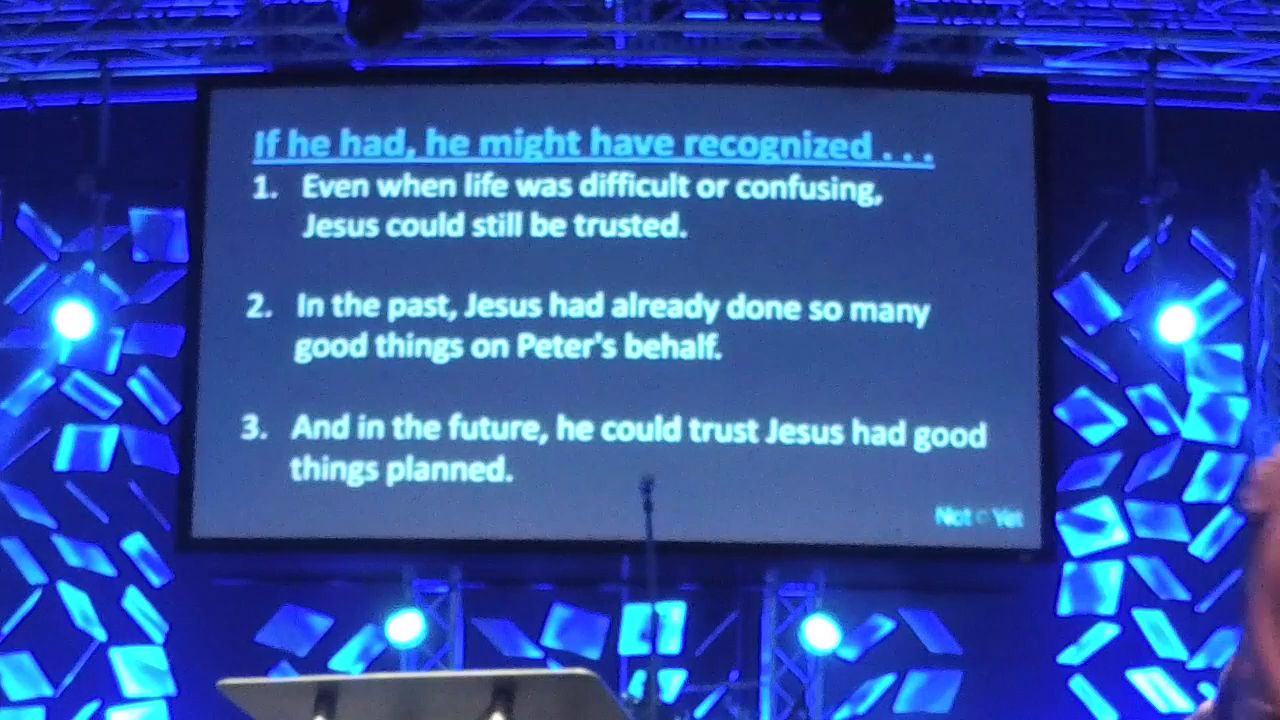 If he had, he might have recognized . . .
1. Even when life was difficult or confusing,
Jesus could still be trusted.
2. In the past, Jesus had already done so many
good things on Peter's behalf.
3. And in the future, he could trust Jesus had good
things planned.
Not Yet